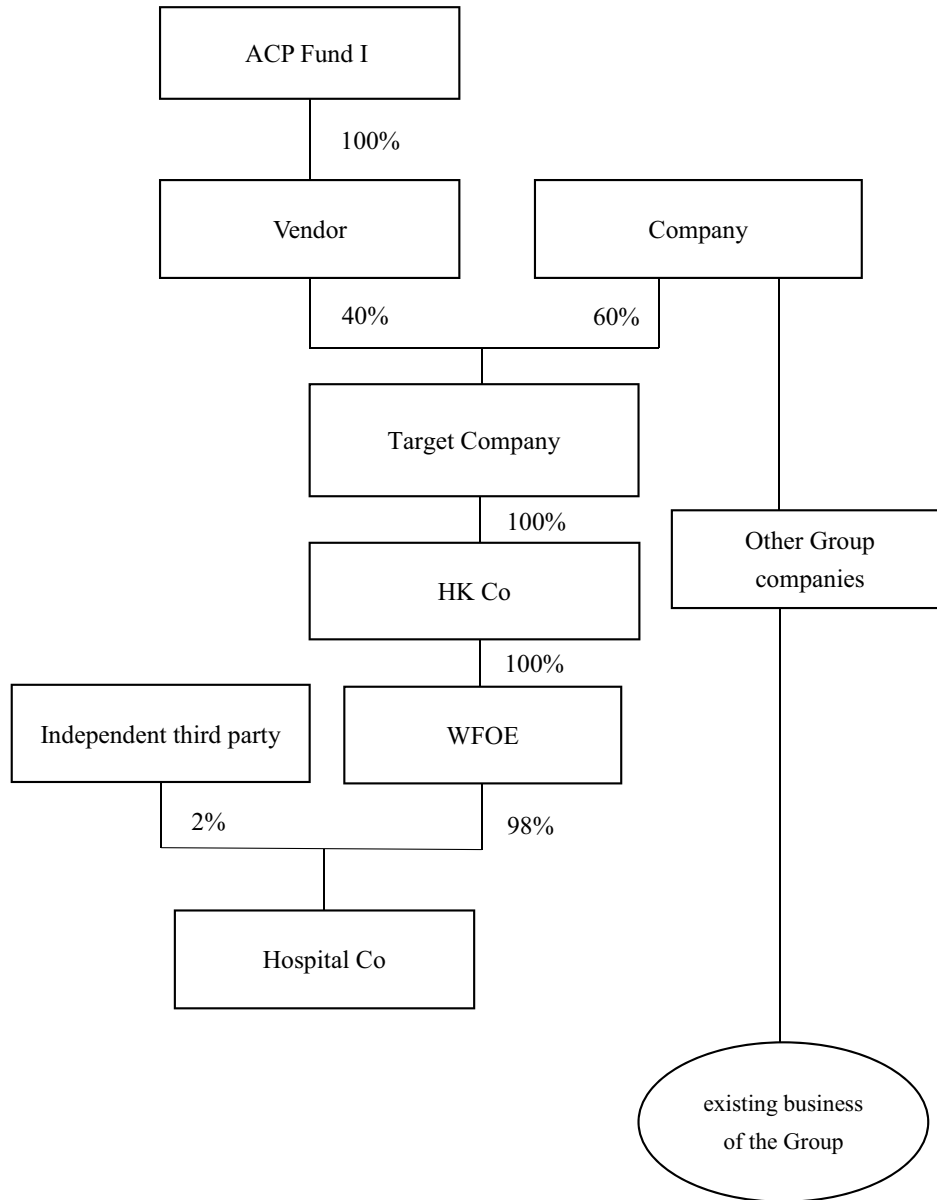 ACP Fund I
100%
Vendor
Company
40%
60%
Target Company
100%
Other Group
companies
HK Co
100%
Independent third party
WFOE
2%
98%
Hospital Co
existing business
of the Group